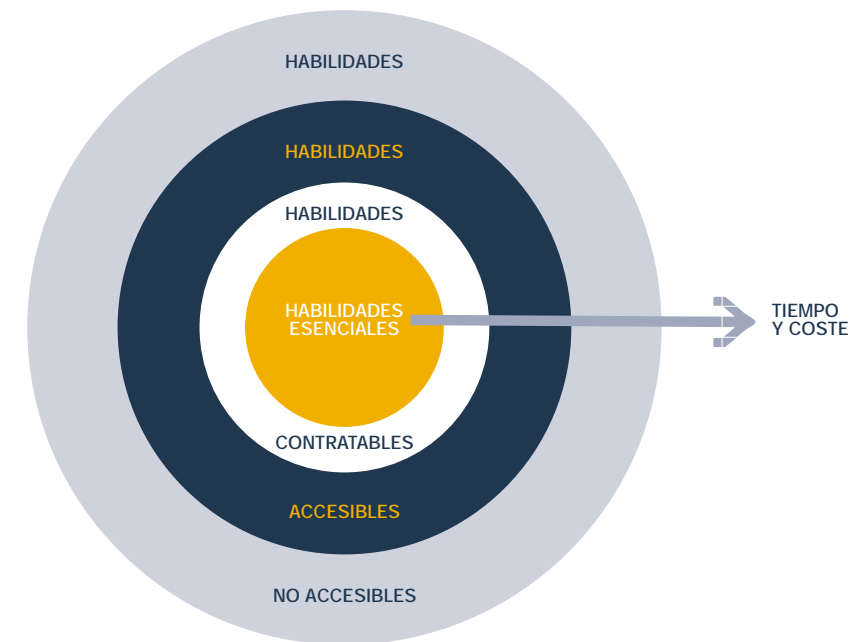 HABILIDADES
HABILIDADES
HABILIDADES
HABILIDADES
ESENCIALES
TIEMPO
Y COSTE
CONTRATABLES
ACCESIBLES
NO ACCESIBLES